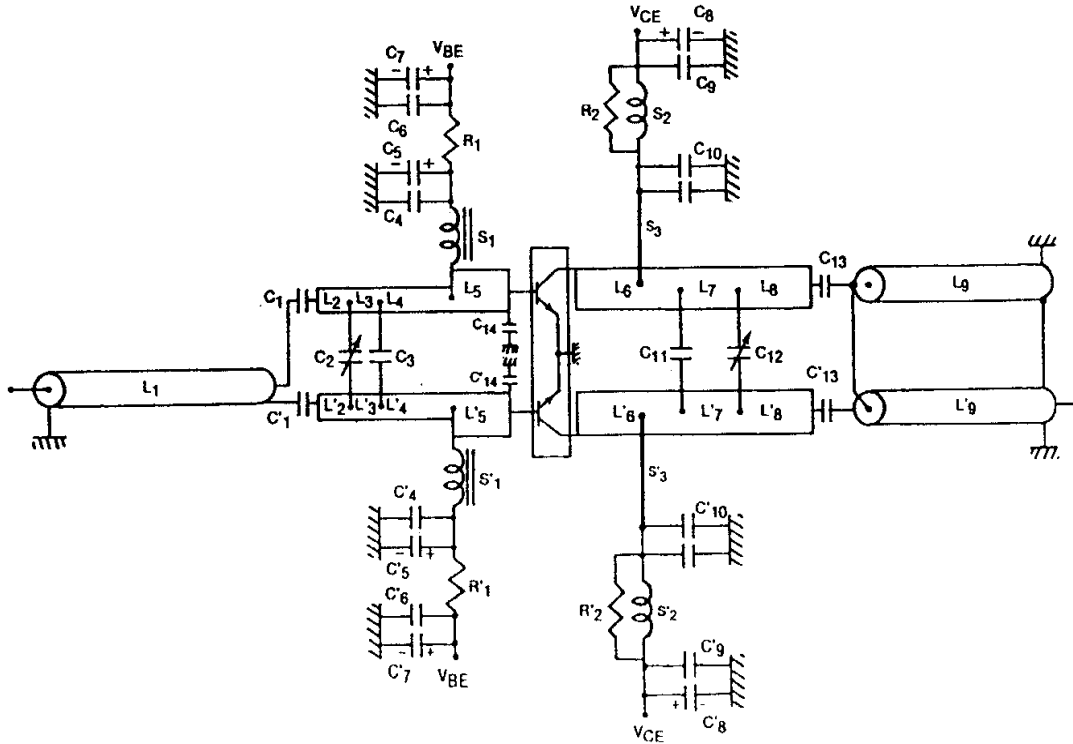 VCE
C8
+ -
C7
VBE
- +
C9
R2
S2
C6
R1
C5
- +
C10
C4
S1
S3
C13
C1
L2 L3 L4
L5
L6
L7
L8
L9
C14
C2
C3
C11
C12
L1
C'14
C'13
C'1
L'2 L'3 L'4
L'5
L'6
L'7
L'8
L'9
S'1
S'3
C'4
C'10
- +
C'5
R'1
C'6
R'2
S'2
- +
C'7
VBE
C'9
+ -
C'8
VCE